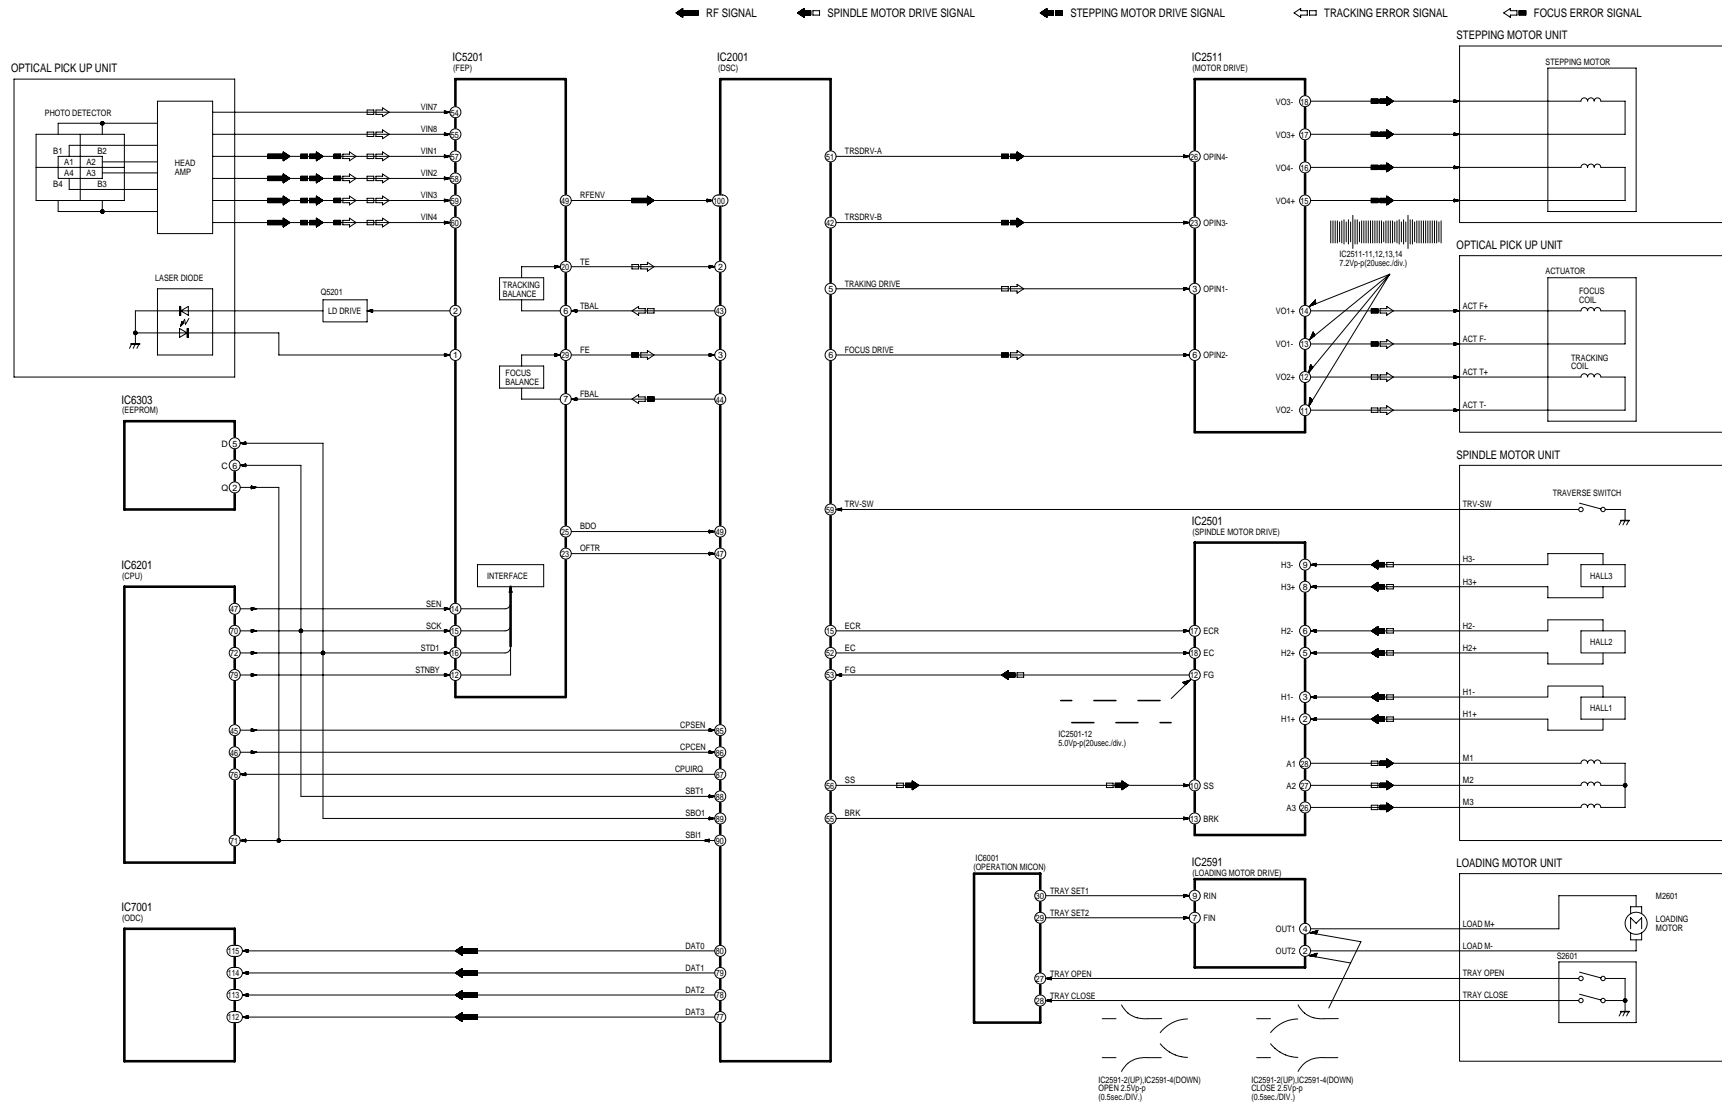 RF SIGNAL
SPINDLE MOTOR DRIVE SIGNAL
STEPPING MOTOR DRIVE SIGNAL
TRACKING ERROR SIGNAL
FOCUS ERROR SIGNAL
OPTICAL PICK UP UNIT
PHOTO DETECTOR
B1
B2
A1
A2
A4
A3
B4
B3
HEAD
AMP
LASER DIODE
Q5201
LD DRIVE
IC5201
(FEP)
VIN7
54
VIN8
55
VIN1
57
VIN2
58
VIN3
59
VIN4
60
2
1
49
RFENV
20
TE
TRACKING
BALANCE
6
TBAL
29
FE
FOCUS
BALANCE
7
FBAL
25
BDO
23
OFTR
INTERFACE
SEN
14
SCK
15
STD1
16
STNBY
12
IC6303
(EEPROM)
D
5
C
6
Q
2
IC6201
(CPU)
47
70
72
79
45
46
76
71
CPSEN
CPCEN
CPUIRQ
SBT1
SBO1
SBI1
IC7001
(ODC)
115
114
113
112
DAT0
DAT1
DAT2
DAT3
IC2001
(DSC)
100
2
43
3
44
49
47
85
86
87
88
89
90
80
79
78
77
51
TRSDRV-A
42
TRSDRV-B
5
TRAKING DRIVE
6
FOCUS DRIVE
59
TRV-SW
15
ECR
52
EC
53
FG
56
SS
55
BRK
IC2511
(MOTOR DRIVE)
26
OPIN4-
23
OPIN3-
3
OPIN1-
6
OPIN2-
VO3-
18
VO3+
17
VO4-
16
VO4+
15
VO1+
14
VO1-
13
VO2+
12
VO2-
11
IC2511-11,12,13,14
7.2Vp-p(20usec./div.)
STEPPING MOTOR UNIT
STEPPING MOTOR
OPTICAL PICK UP UNIT
ACTUATOR
FOCUS
COIL
TRACKING
COIL
ACT F+
ACT F-
ACT T+
ACT T-
SPINDLE MOTOR UNIT
TRAVERSE SWITCH
TRV-SW
IC2501
(SPINDLE MOTOR DRIVE)
17
ECR
18
EC
12
FG
10
SS
13
BRK
H3-
9
H3+
8
H2-
6
H2+
5
H1-
3
H1+
2
A1
28
A2
27
A3
26
H3-
H3+
HALL3
H2-
H2+
HALL2
H1-
H1+
HALL1
M1
M2
M3
IC2501-12
5.0Vp-p(20usec./div.)
IC6001
(OPERATION MICON)
30
TRAY SET1
29
TRAY SET2
27
TRAY OPEN
28
TRAY CLOSE
IC2591
(LOADING MOTOR DRIVE)
9
RIN
7
FIN
OUT1
4
OUT2
2
LOADING MOTOR UNIT
LOAD M+
LOAD M-
M2601
M
LOADING
MOTOR
S2601
TRAY OPEN
TRAY CLOSE
IC2591-2(UP),IC2591-4(DOWN)
OPEN 2.5Vp-p
(0.5sec./DIV.)
IC2591-2(UP),IC2591-4(DOWN)
CLOSE 2.5Vp-p
(0.5sec./DIV.)